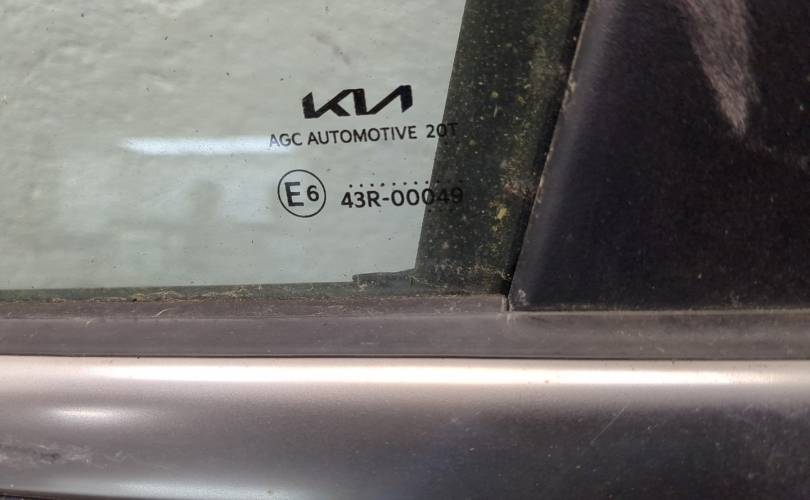 KIA
AGC AUTOMOTIVE 20T
E6 43R-00049